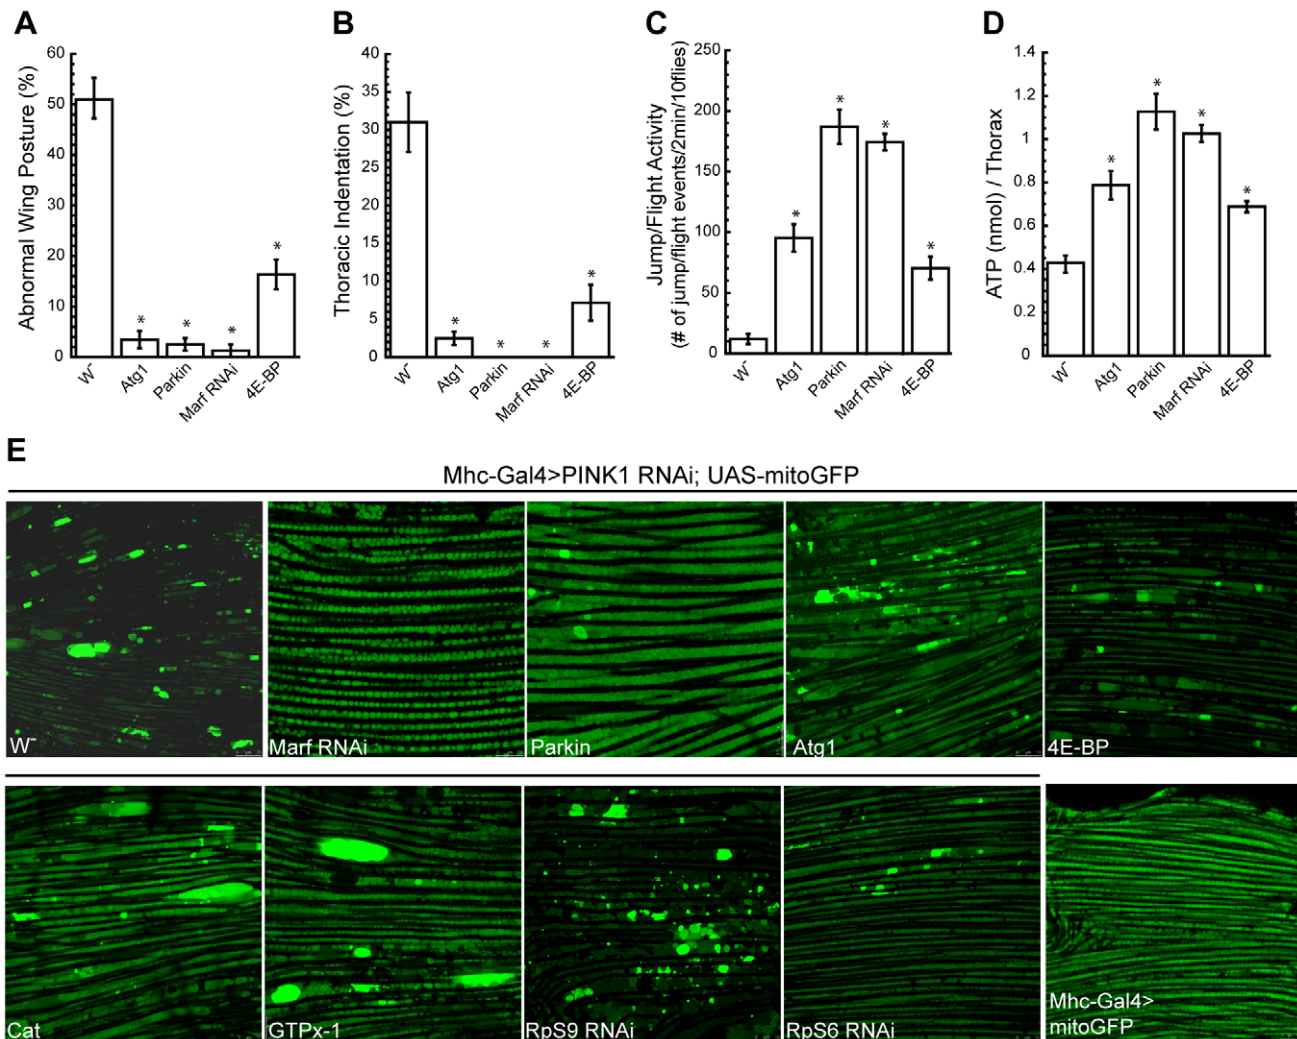 A
Abnormal Wing Posture (%)
60
50
40
30
20
10
0
*
*
*
*
W⁻
Atg1
Parkin
Marf RNAi
4E-BP
B
Thoracic Indentation (%)
40
35
30
25
20
15
10
5
0
*
*
*
*
W⁻
Atg1
Parkin
Marf RNAi
4E-BP
C
Jump/Flight Activity
(# of jump/flight events/2min/10flies)
250
200
150
100
50
0
*
*
*
*
W⁻
Atg1
Parkin
Marf RNAi
4E-BP
D
ATP (nmol) / Thorax
1.4
1.2
1
0.8
0.6
0.4
0.2
0
*
*
*
*
W⁻
Atg1
Parkin
Marf RNAi
4E-BP
E
Mhc-Gal4>PINK1 RNAi; UAS-mitoGFP
W⁻
Marf RNAi
Parkin
Atg1
4E-BP
Cat
GTPx-1
RpS9 RNAi
RpS6 RNAi
Mhc-Gal4>
mitoGFP